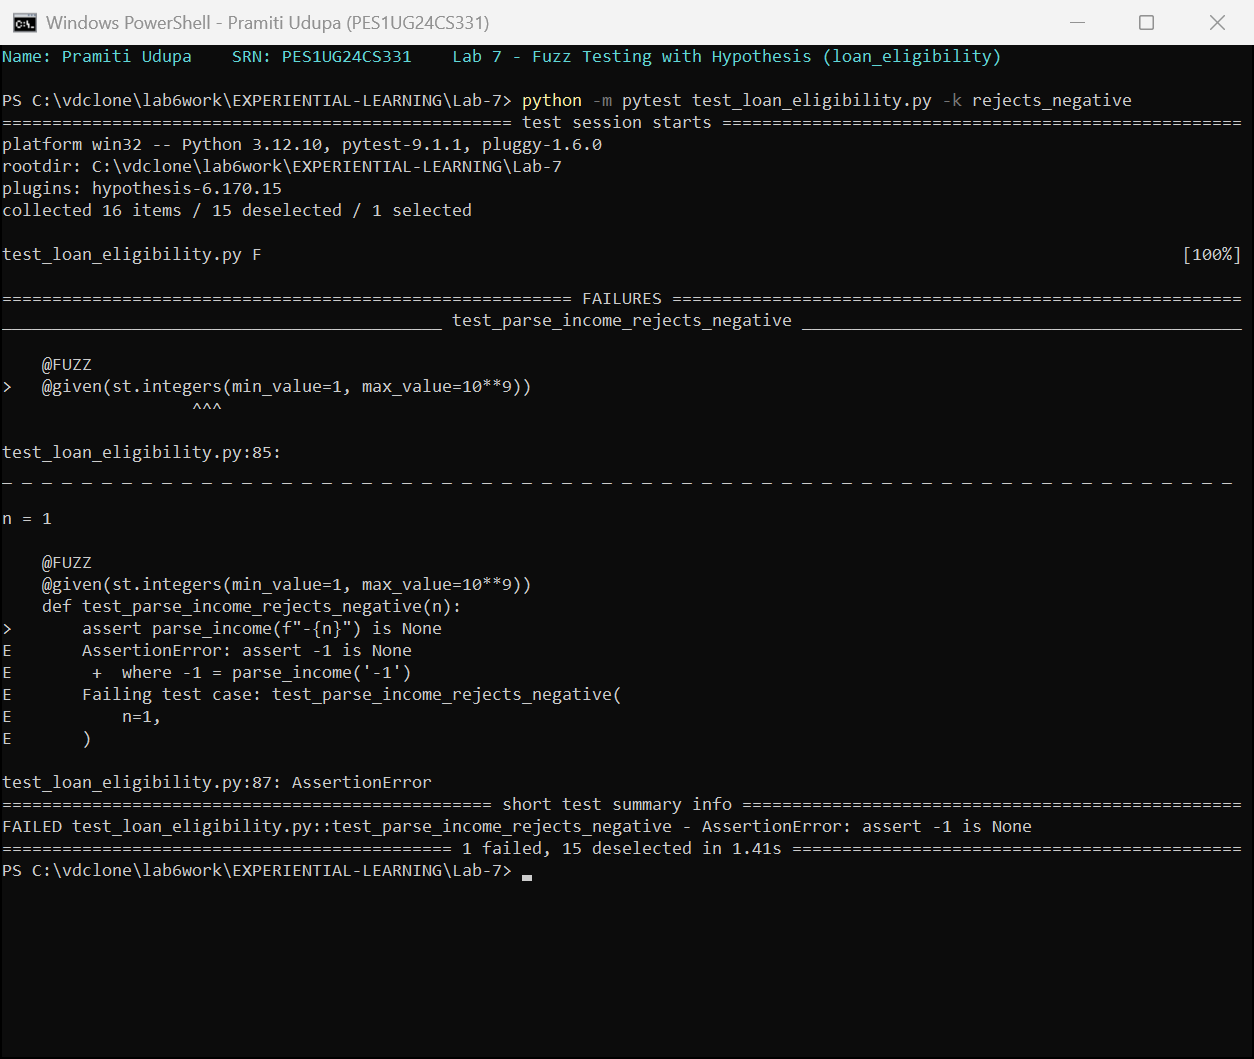 Windows PowerShell - Pramiti Udupa (PES1UG24CS331)
Name: Pramiti Udupa    SRN: PES1UG24CS331    Lab 7 - Fuzz Testing with Hypothesis (loan_eligibility)
PS C:\vdclone\lab6work\EXPERIENTIAL-LEARNING\Lab-7> python -m pytest test_loan_eligibility.py -k rejects_negative
=================================================== test session starts ====================================================
platform win32 -- Python 3.12.10, pytest-9.1.1, pluggy-1.6.0
rootdir: C:\vdclone\lab6work\EXPERIENTIAL-LEARNING\Lab-7
plugins: hypothesis-6.170.15
collected 16 items / 15 deselected / 1 selected
test_loan_eligibility.py F                                                                                            [100%]
========================================================= FAILURES =========================================================
____________________________________________ test_parse_income_rejects_negative ____________________________________________
    @FUZZ
>   @given(st.integers(min_value=1, max_value=10**9))
                   ^^^
test_loan_eligibility.py:85:
_ _ _ _ _ _ _ _ _ _ _ _ _ _ _ _ _ _ _ _ _ _ _ _ _ _ _ _ _ _ _ _ _ _ _ _ _ _ _ _ _ _ _ _ _ _ _ _ _ _ _ _ _ _ _ _ _ _ _ _ _ _
n = 1
    @FUZZ
    @given(st.integers(min_value=1, max_value=10**9))
    def test_parse_income_rejects_negative(n):
>       assert parse_income(f"-{n}") is None
E       AssertionError: assert -1 is None
E        +  where -1 = parse_income('-1')
E       Failing test case: test_parse_income_rejects_negative(
E           n=1,
E       )
test_loan_eligibility.py:87: AssertionError
================================================= short test summary info ==================================================
FAILED test_loan_eligibility.py::test_parse_income_rejects_negative - AssertionError: assert -1 is None
============================================= 1 failed, 15 deselected in 1.41s =============================================
PS C:\vdclone\lab6work\EXPERIENTIAL-LEARNING\Lab-7>